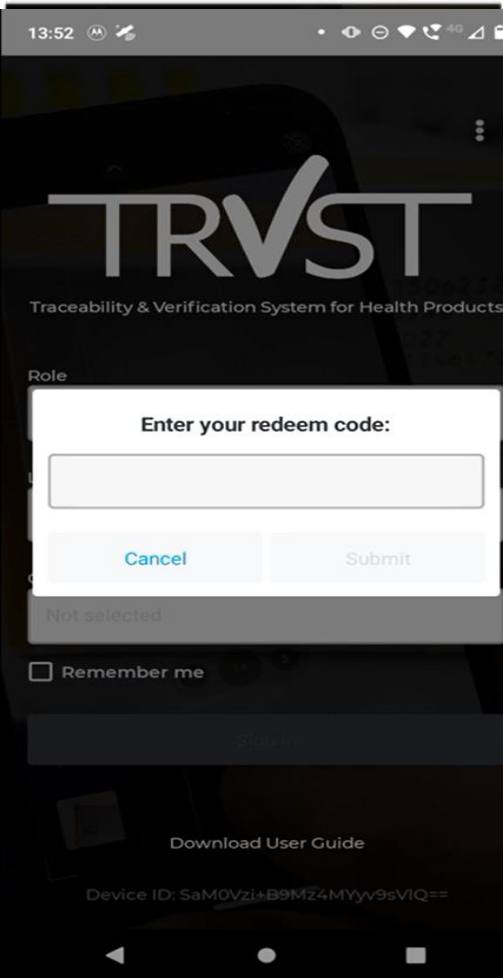 13:52
4G
TRVST
Traceability & Verification System for Health Products
Role
Enter your redeem code:
Cancel
Submit
Not selected
Remember me
Sign in
Download User Guide
Device ID: SaM0Vzi+B9Mz4MYyv9sVlQ==